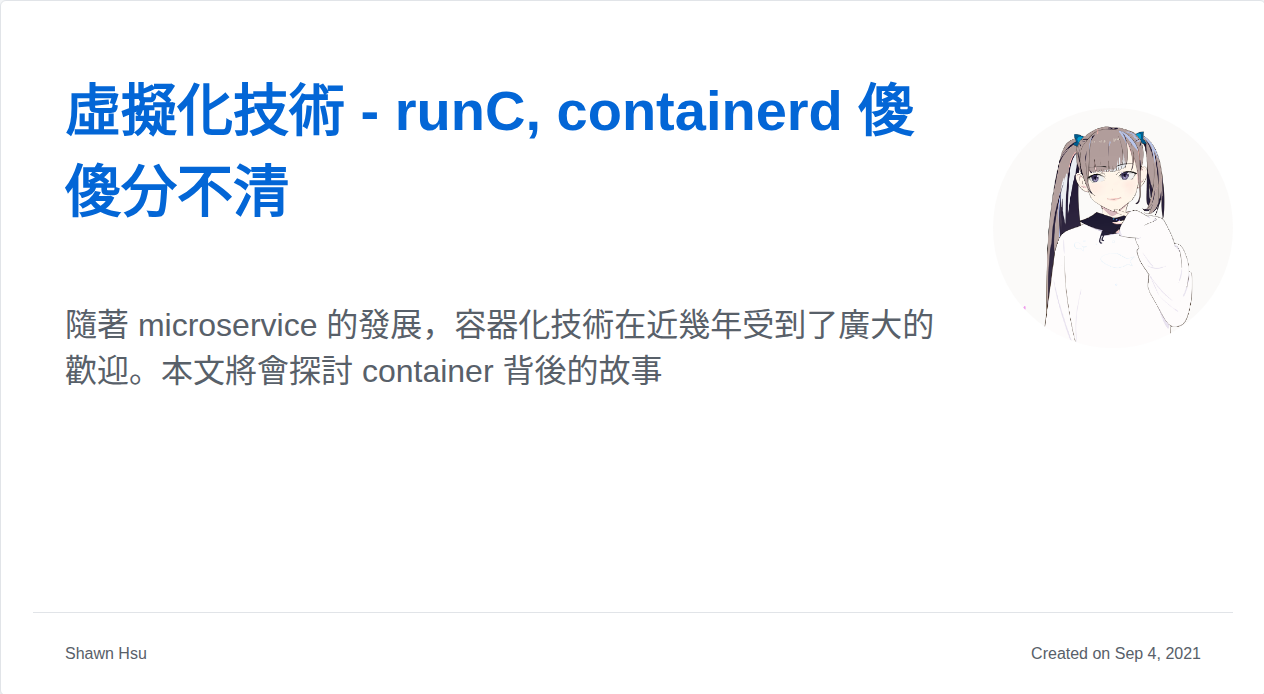 虛擬化技術 - runC, containerd 傻
傻分不清
隨著 microservice 的發展，容器化技術在近幾年受到了廣大的
歡迎。本文將會探討 container 背後的故事
Shawn Hsu
Created on Sep 4, 2021